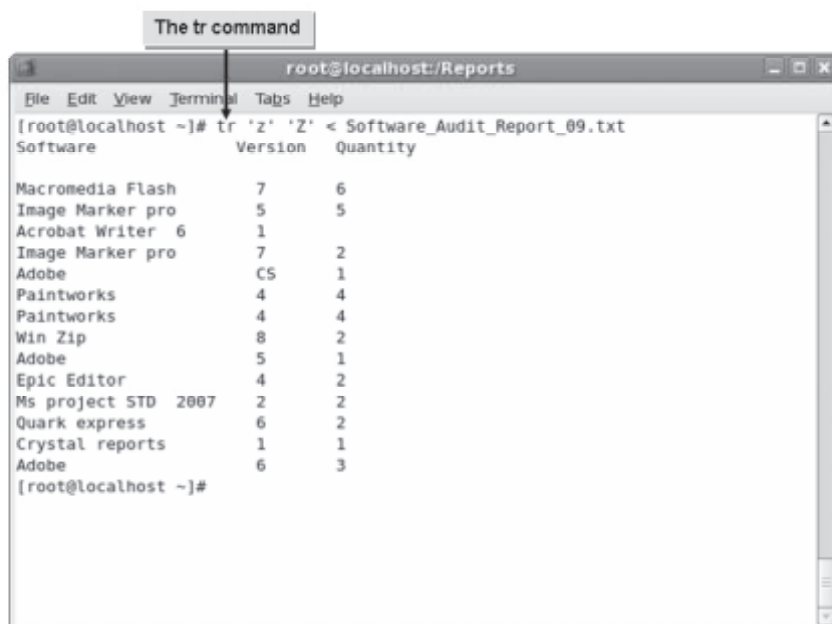 The tr command
root@localhost:/Reports
File Edit View Terminal Tabs Help
[root@localhost ~]# tr 'z' 'Z' < Software_Audit_Report_09.txt
Software Version Quantity
Macromedia Flash 7 6
Image Marker pro 5 5
Acrobat Writer 6 1
Image Marker pro 7 2
Adobe CS 1
Paintworks 4 4
Paintworks 4 4
Win Zip 8 2
Adobe 5 1
Epic Editor 4 2
Ms project STD 2007 2 2
Quark express 6 2
Crystal reports 1 1
Adobe 6 3
[root@localhost ~]#